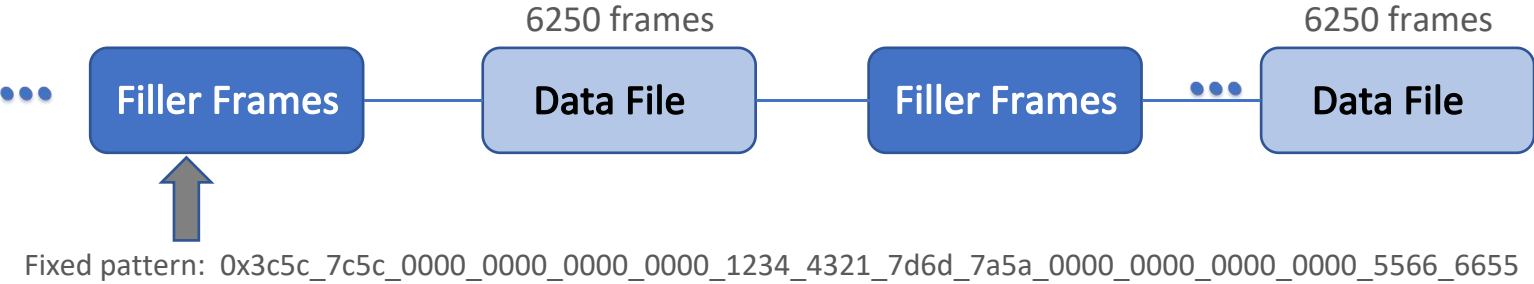 6250 frames 6250 frames
Filler Frames Data File Filler Frames Data File
Fixed pattern: 0x3c5c_7c5c_0000_0000_0000_0000_1234_4321_7d6d_7a5a_0000_0000_0000_0000_5566_6655